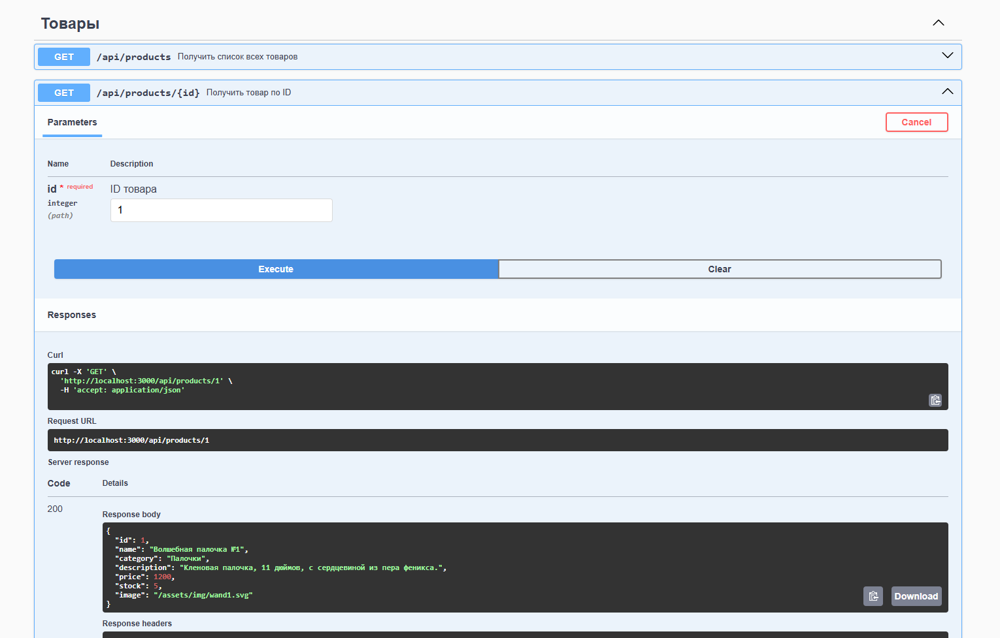 Товары
GET /api/products Получить список всех товаров
GET /api/products/{id} Получить товар по ID
Parameters Cancel
Name Description
id * required ID товара
integer
(path)
1
Execute Clear
Responses
Curl
curl -X 'GET' \
'http://localhost:3000/api/products/1' \
-H 'accept: application/json'
Request URL
http://localhost:3000/api/products/1
Server response
Code Details
200
Response body
{
"id": 1,
"name": "Волшебная палочка №1",
"category": "Палочки",
"description": "Кленовая палочка, 11 дюймов, с сердцевиной из пера феникса.",
"price": 1200,
"stock": 5,
"image": "/assets/img/wand1.svg"
}
Download
Response headers